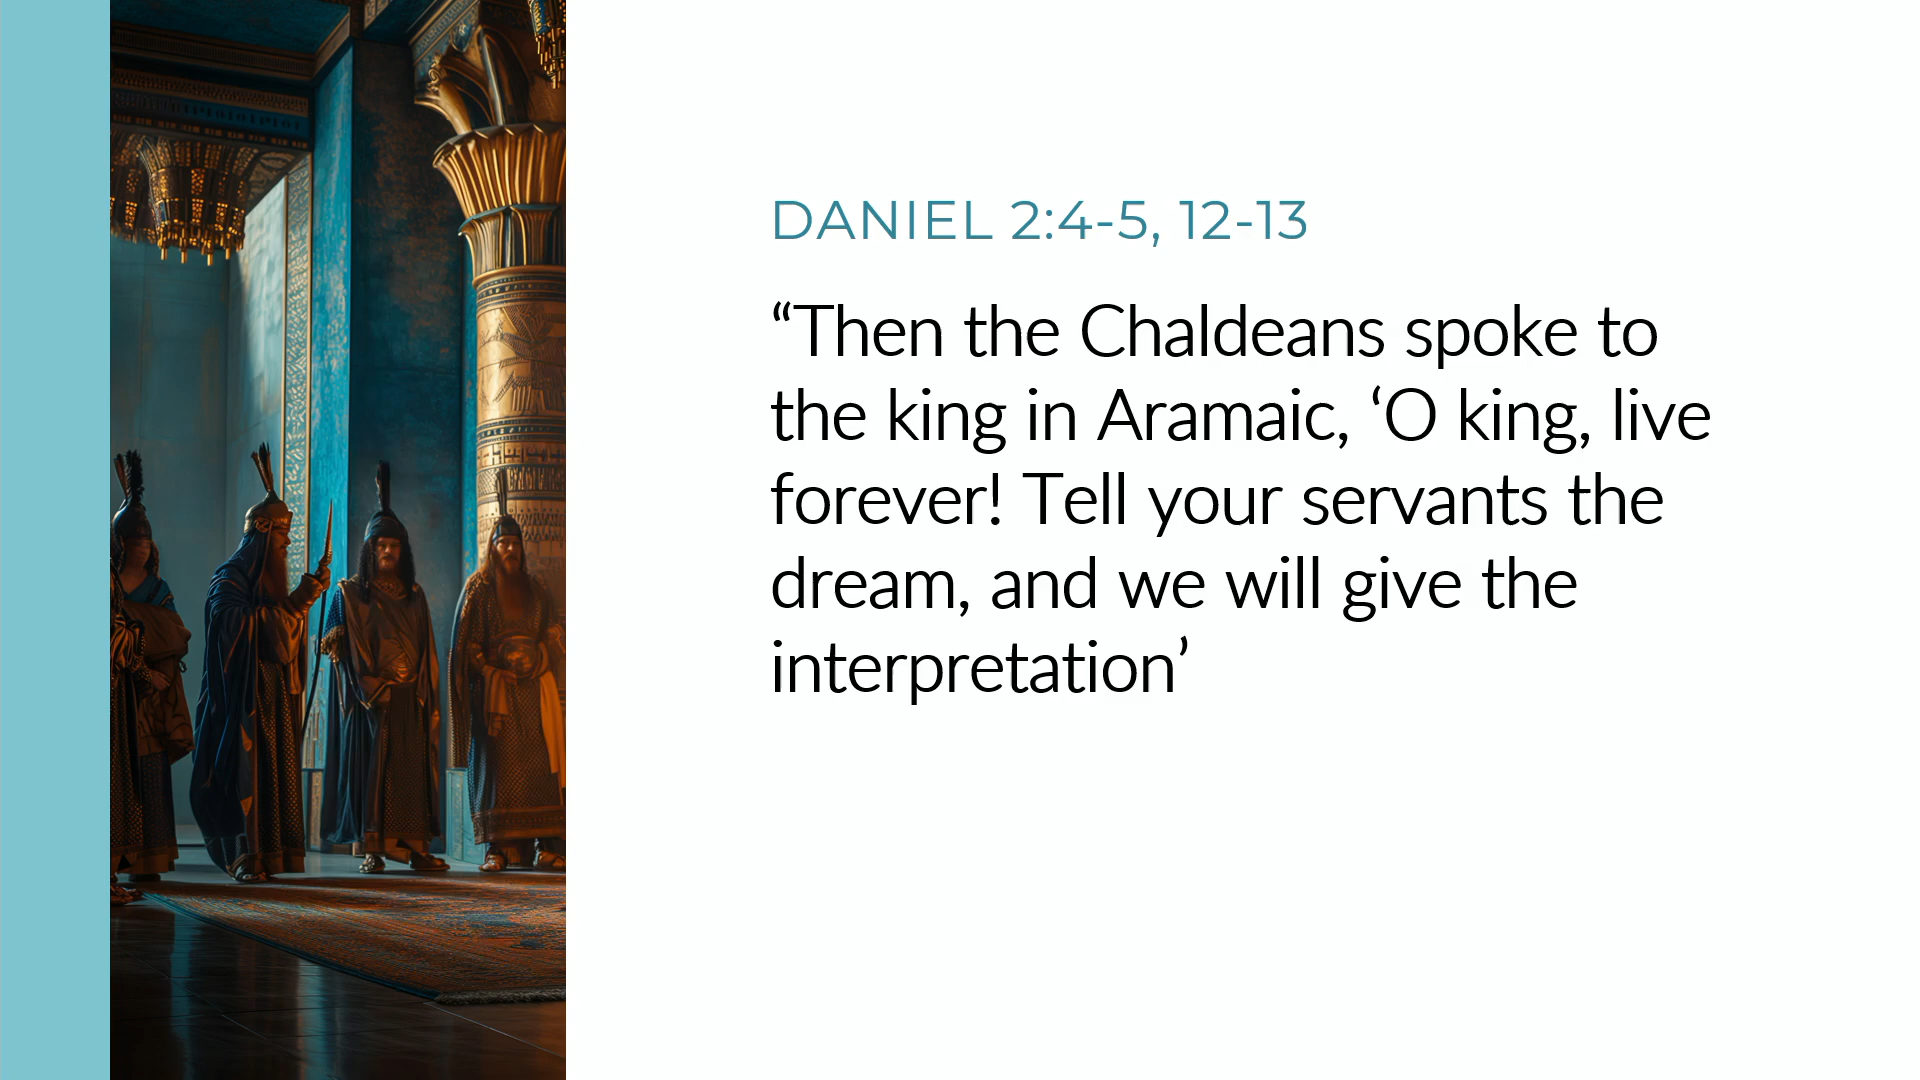 DANIEL 2:4-5, 12-13
“Then the Chaldeans spoke to
the king in Aramaic, ‘O king, live
forever! Tell your servants the
dream, and we will give the
interpretation’